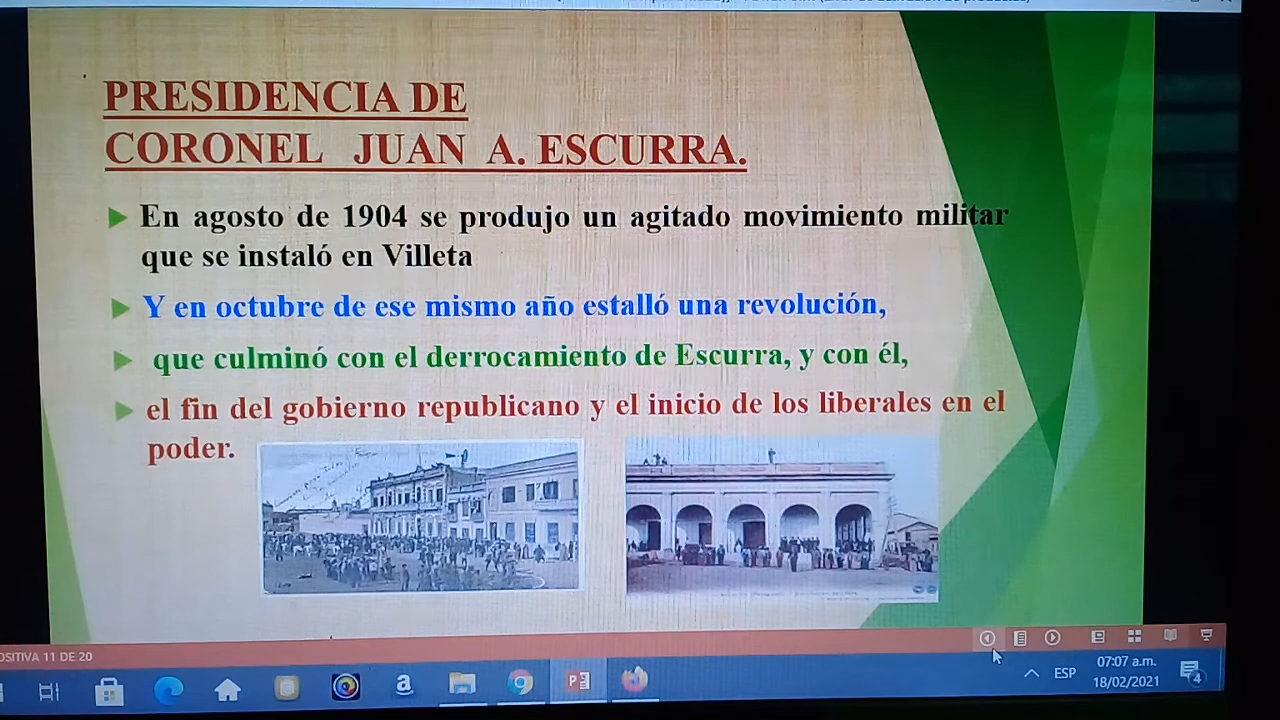 PRESIDENCIA DE
CORONEL JUAN A. ESCURRA.
En agosto de 1904 se produjo un agitado movimiento militar
que se instaló en Villeta
Y en octubre de ese mismo año estalló una revolución,
que culminó con el derrocamiento de Escurra, y con él,
el fin del gobierno republicano y el inicio de los liberales en el
poder.
OSITIVA 11 DE 20
ESP
07:07 a.m.
18/02/2021
4